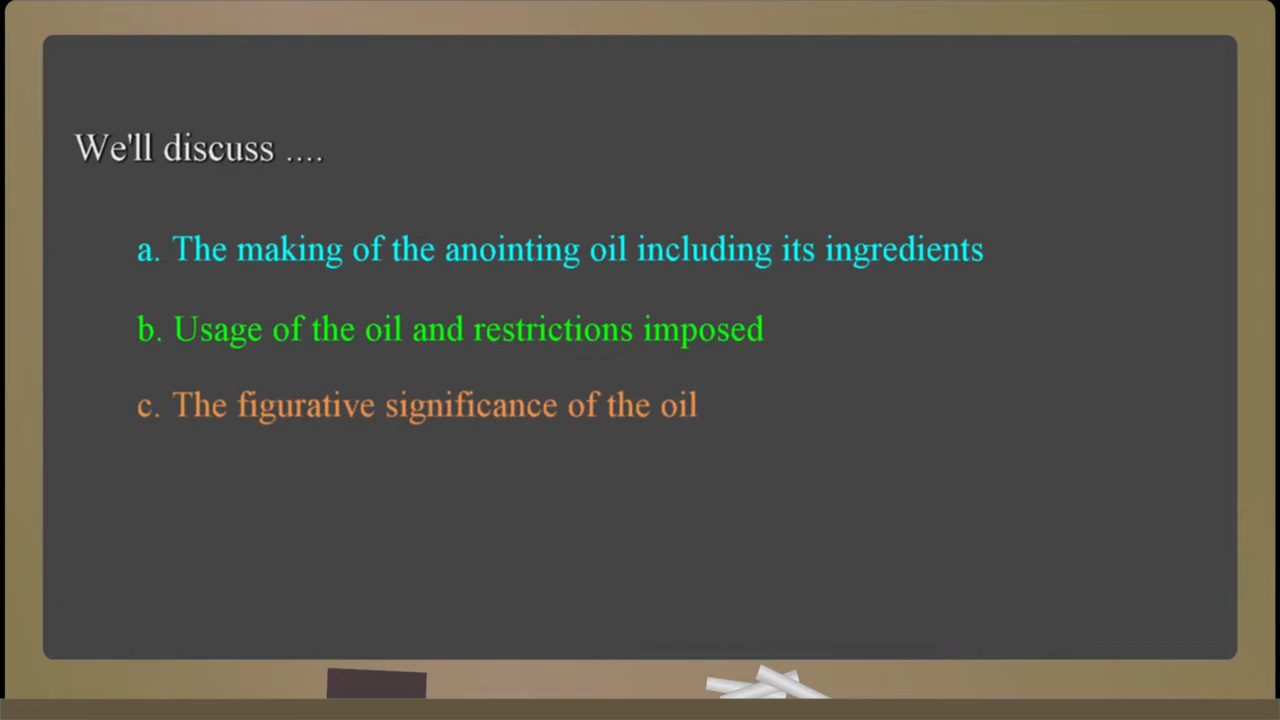 We'll discuss ....
a. The making of the anointing oil including its ingredients
b. Usage of the oil and restrictions imposed
c. The figurative significance of the oil